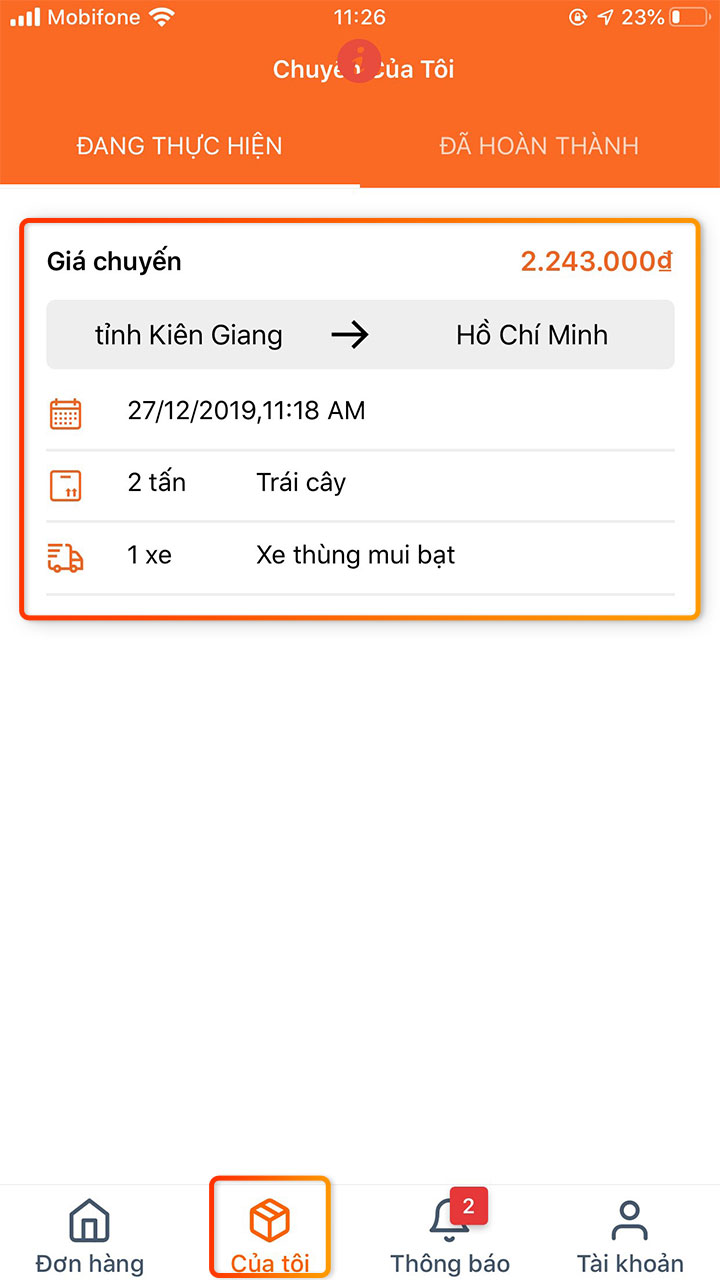 Mobifone 11:26 23%
Chuyến Của Tôi
ĐANG THỰC HIỆN ĐÃ HOÀN THÀNH
Giá chuyến 2.243.000₫
tỉnh Kiên Giang → Hồ Chí Minh
27/12/2019,11:18 AM
2 tấn Trái cây
1 xe Xe thùng mui bạt
2
Đơn hàng Của tôi Thông báo Tài khoản